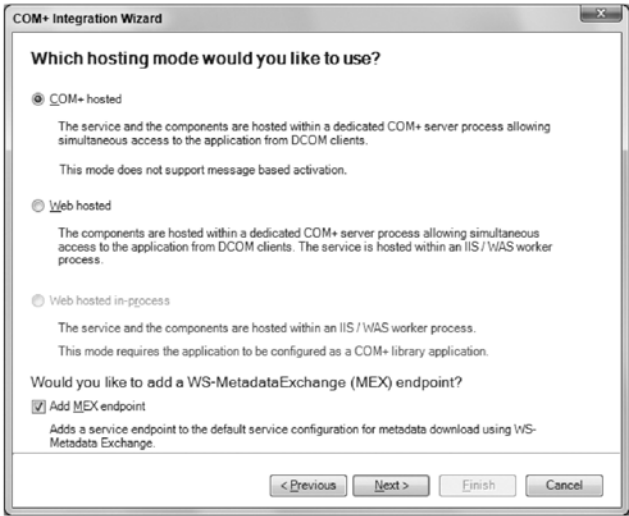 COM+ Integration Wizard
Which hosting mode would you like to use?
COM+ hosted
The service and the components are hosted within a dedicated COM+ server process allowing
simultaneous access to the application from DCOM clients.
This mode does not support message based activation.
Web hosted
The components are hosted within a dedicated COM+ server process allowing simultaneous
access to the application from DCOM clients. The service is hosted within an IIS / WAS worker
process.
Web hosted in-process
The service and the components are hosted within an IIS / WAS worker process.
This mode requires the application to be configured as a COM+ library application.
Would you like to add a WS-MetadataExchange (MEX) endpoint?
Add MEX endpoint
Adds a service endpoint to the default service configuration for metadata download using WS-
Metadata Exchange.
< Previous Next > Finish Cancel